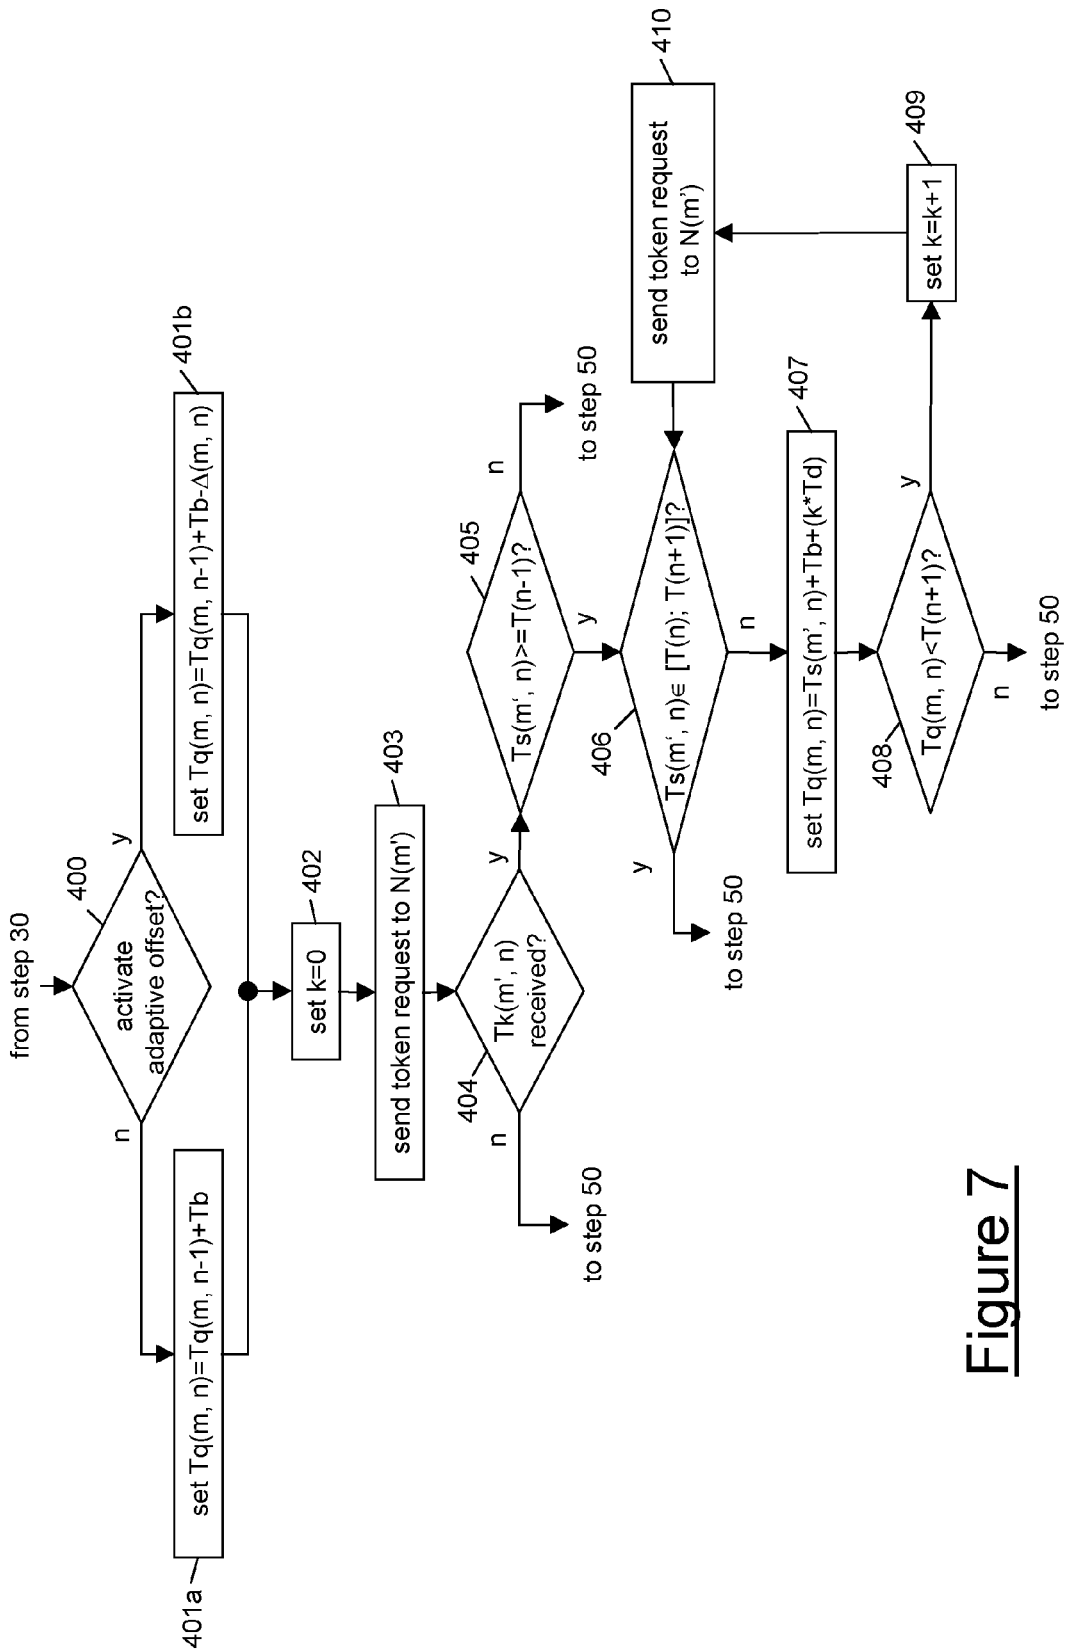 from step 30
400
activate
adaptive offset?
n
y
401a
set Tq(m, n)=Tq(m, n-1)+Tb
401b
set Tq(m, n)=Tq(m, n-1)+Tb-Δ(m, n)
402
set k=0
403
send token request to N(m')
404
Tk(m', n)
received?
n
to step 50
y
405
Ts(m‘, n)>=T(n-1)?
n
to step 50
y
406
Ts(m‘, n)∈ [T(n); T(n+1)]?
y
to step 50
n
410
send token request
to N(m’)
407
set Tq(m, n)=Ts(m’, n)+Tb+(k*Td)
408
Tq(m, n)<T(n+1)?
y
409
set k=k+1
n
to step 50
Figure 7